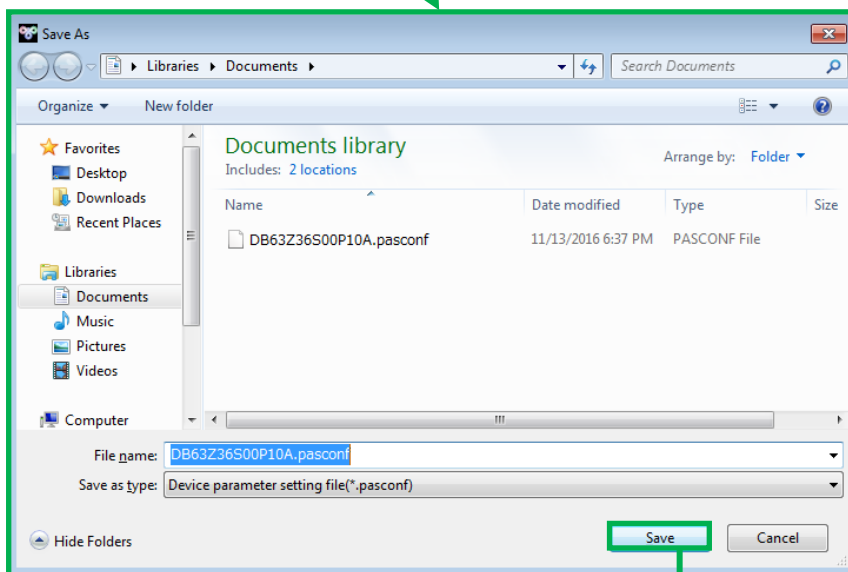 Save As
Libraries Documents
Search Documents
Organize New folder
Favorites
Desktop
Downloads
Recent Places
Libraries
Documents
Music
Pictures
Videos
Computer
Documents library
Includes: 2 locations
Arrange by: Folder
Name Date modified Type Size
DB63Z36S00P10A.pasconf 11/13/2016 6:37 PM PASCONF File
File name: DB63Z36S00P10A.pasconf
Save as type: Device parameter setting file(*.pasconf)
Hide Folders Save Cancel